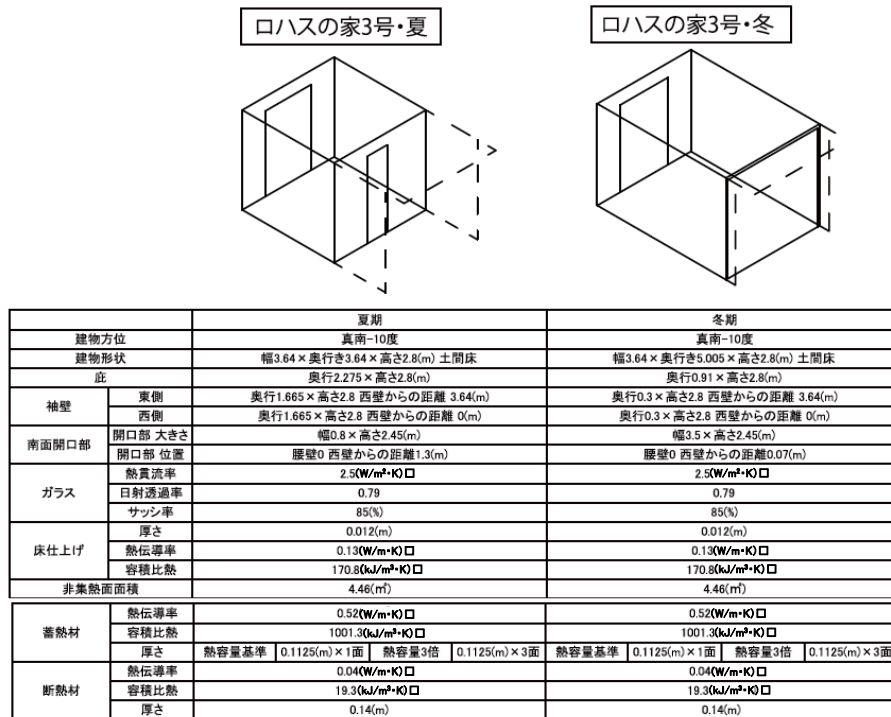 ロハスの家3号・夏
ロハスの家3号・冬
夏期 冬期
建物方位 真南-10度 真南-10度
建物形状 幅3.64×奥行き3.64×高さ2.8(m) 土間床 幅3.64×奥行き5.005×高さ2.8(m) 土間床
庇 奥行2.275×高さ2.8(m) 奥行0.91×高さ2.8(m)
袖壁 東側 奥行1.665×高さ2.8 西壁からの距離 3.64(m) 奥行0.3×高さ2.8 西壁からの距離 3.64(m)
西側 奥行1.665×高さ2.8 西壁からの距離 0(m) 奥行0.3×高さ2.8 西壁からの距離 0(m)
南面開口部 開口部 大きさ 幅0.8×高さ2.45(m) 幅3.5×高さ2.45(m)
開口部 位置 腰壁0 西壁からの距離1.3(m) 腰壁0 西壁からの距離0.07(m)
ガラス 熱貫流率 2.5(W/m²・K)□ 2.5(W/m²・K)□
日射透過率 0.79 0.79
サッシ率 85(%) 85(%)
床仕上げ 厚さ 0.012(m) 0.012(m)
熱伝導率 0.13(W/m・K)□ 0.13(W/m・K)□
容積比熱 170.8(kJ/m³・K)□ 170.8(kJ/m³・K)□
非集熱面面積 4.46(㎡) 4.46(㎡)
蓄熱材 熱伝導率 0.52(W/m・K)□ 0.52(W/m・K)□
容積比熱 1001.3(kJ/m³・K)□ 1001.3(kJ/m³・K)□
厚さ 熱容量基準 0.1125(m)×1面 熱容量3倍 0.1125(m)×3面 熱容量基準 0.1125(m)×1面 熱容量3倍 0.1125(m)×3面
断熱材 熱伝導率 0.04(W/m・K)□ 0.04(W/m・K)□
容積比熱 19.3(kJ/m³・K)□ 19.3(kJ/m³・K)□
厚さ 0.14(m) 0.14(m)